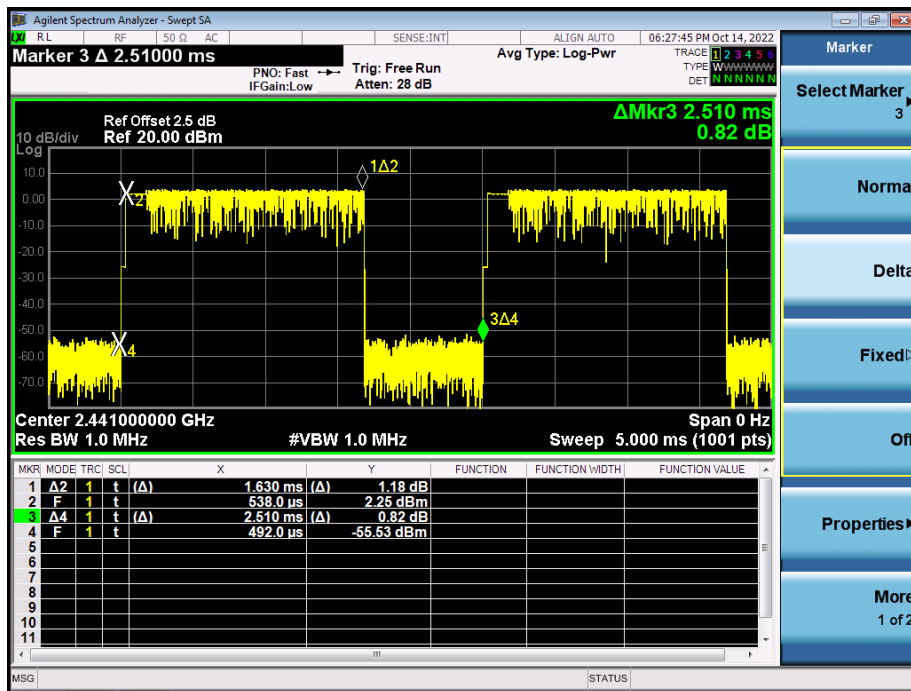 Agilent Spectrum Analyzer - Swept SA
LXI RL RF 50 Ω AC SENSE:INT ALIGN AUTO 06:27:45 PM Oct 14, 2022
Marker 3 Δ 2.51000 ms
PNO: Fast
IFGain:Low
Trig: Free Run
Atten: 28 dB
Avg Type: Log-Pwr
TRACE 1 2 3 4 5 6
TYPE WWWWWW
DET N N N N N N
ΔMkr3 2.510 ms
0.82 dB
Ref Offset 2.5 dB
10 dB/div Ref 20.00 dBm
Log
10.0
0.00
-10.0
-20.0
-30.0
-40.0
-50.0
-60.0
-70.0
1Δ2
2
3Δ4
4
Center 2.441000000 GHz Span 0 Hz
Res BW 1.0 MHz #VBW 1.0 MHz Sweep 5.000 ms (1001 pts)
MKR MODE TRC SCL X Y FUNCTION FUNCTION WIDTH FUNCTION VALUE
1 Δ2 1 t (Δ) 1.630 ms (Δ) 1.18 dB
2 F 1 t 538.0 µs 2.25 dBm
3 Δ4 1 t (Δ) 2.510 ms (Δ) 0.82 dB
4 F 1 t 492.0 µs -55.53 dBm
5
6
7
8
9
10
11
MSG STATUS
Marker
Select Marker
3
Norma
Delta
Fixed
Off
Properties
More
1 of 2